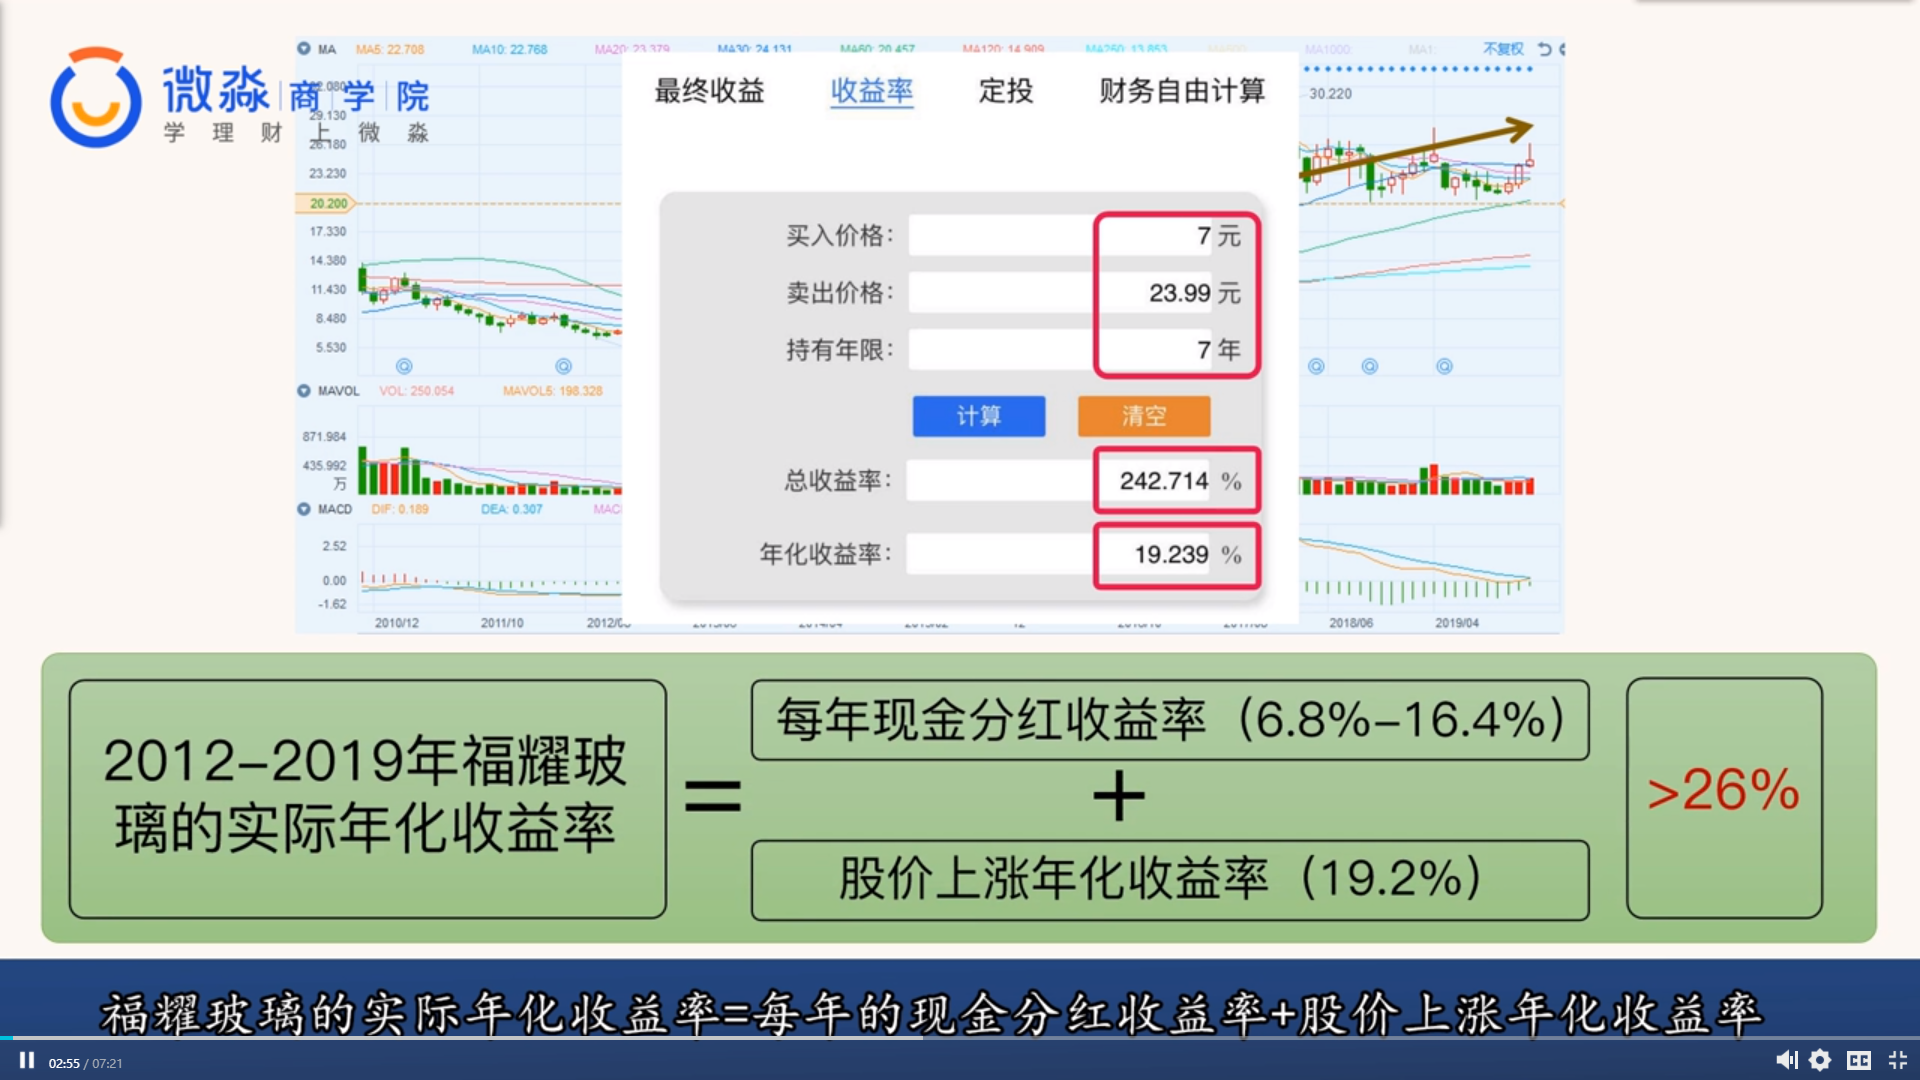 微淼商学院
学理财上微淼
MA MA5: 22.708 MA10: 22.768 MA20: 23.379 MA30: 24.131 MA60: 20.457 MA120: 14.909 MA250: 13.853 MA1000: MA1: 不复权
最终收益 收益率 定投 财务自由计算
30.220
29.130
26.180
23.230
20.200
17.330
14.380
11.430
8.480
5.530
买入价格: 7 元
卖出价格: 23.99 元
持有年限: 7 年
计算 清空
总收益率: 242.714 %
年化收益率: 19.239 %
MAVOL VOL: 250.054 MAVOL5: 198.328
871.984
435.992
万
MACD DIF: 0.189 DEA: 0.307
2.52
0.00
-1.62
2010/12 2011/10 2018/06 2019/04
2012-2019年福耀玻
璃的实际年化收益率
=
每年现金分红收益率（6.8%-16.4%）
+
股价上涨年化收益率（19.2%）
>26%
福耀玻璃的实际年化收益率=每年的现金分红收益率+股价上涨年化收益率
02:55 / 07:21
CC